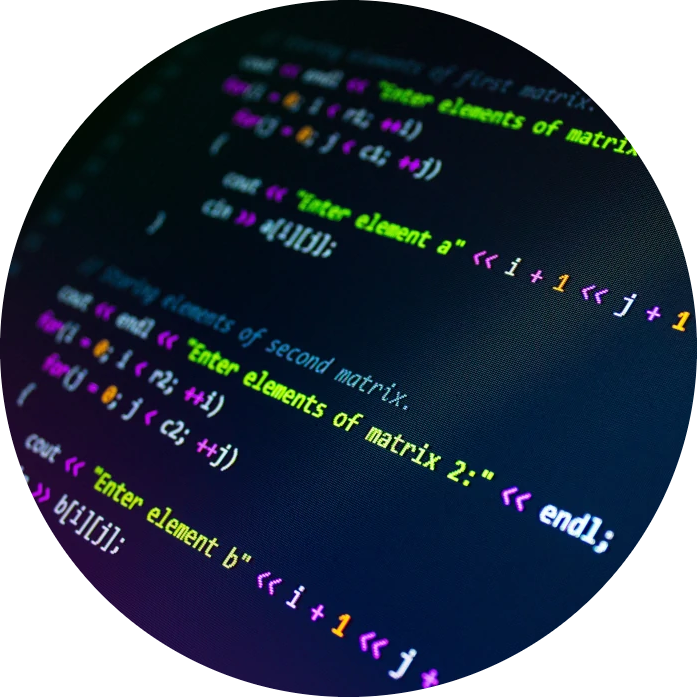 // Storing elements of first matrix.
cout << endl << "Enter elements of matrix
for(i = 0; i < r1; ++i)
for(j = 0; j < c1; ++j)
{
cout << "Enter element a" << i + 1 << j + 1
cin >> a[i][j];
}
// Storing elements of second matrix.
cout << endl << "Enter elements of matrix 2:" << endl;
for(i = 0; i < r2; ++i)
for(j = 0; j < c2; ++j)
{
cout << "Enter element b" << i + 1 << j +
>> b[i][j];